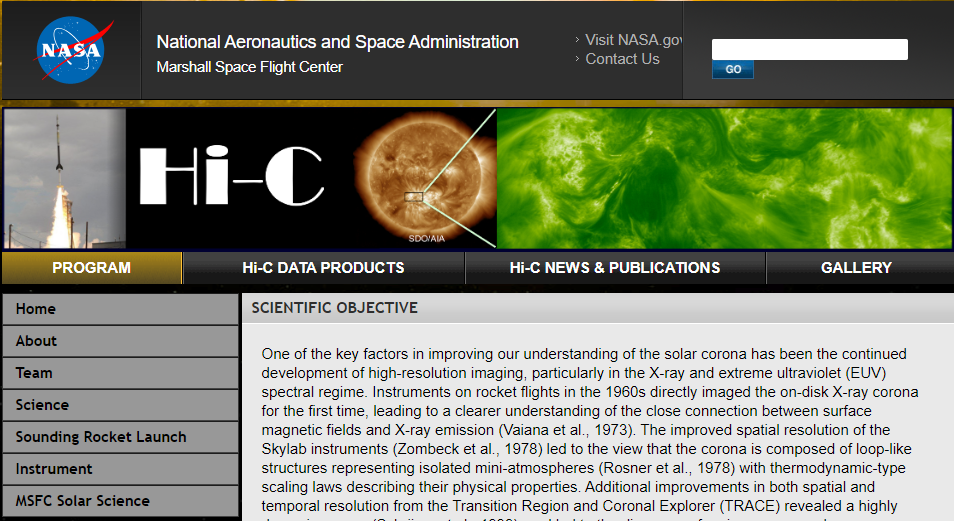 NASA
National Aeronautics and Space Administration
Marshall Space Flight Center
Visit NASA.gov
Contact Us
GO
Hi-C
SDO/AIA
PROGRAM
Hi-C DATA PRODUCTS
Hi-C NEWS & PUBLICATIONS
GALLERY
Home
About
Team
Science
Sounding Rocket Launch
Instrument
MSFC Solar Science
SCIENTIFIC OBJECTIVE
One of the key factors in improving our understanding of the solar corona has been the continued
development of high-resolution imaging, particularly in the X-ray and extreme ultraviolet (EUV)
spectral regime. Instruments on rocket flights in the 1960s directly imaged the on-disk X-ray corona
for the first time, leading to a clearer understanding of the close connection between surface
magnetic fields and X-ray emission (Vaiana et al., 1973). The improved spatial resolution of the
Skylab instruments (Zombeck et al., 1978) led to the view that the corona is composed of loop-like
structures representing isolated mini-atmospheres (Rosner et al., 1978) with thermodynamic-type
scaling laws describing their physical properties. Additional improvements in both spatial and
temporal resolution from the Transition Region and Coronal Explorer (TRACE) revealed a highly